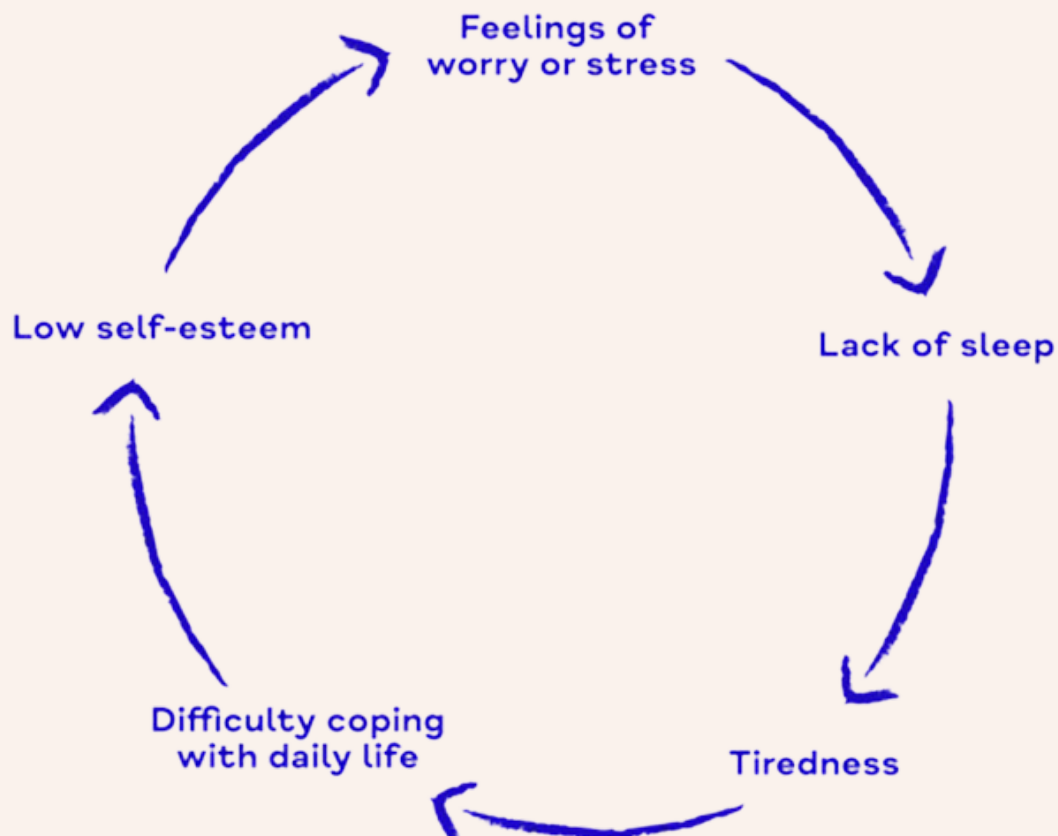 Feelings of
worry or stress
Lack of sleep
Tiredness
Difficulty coping
with daily life
Low self-esteem